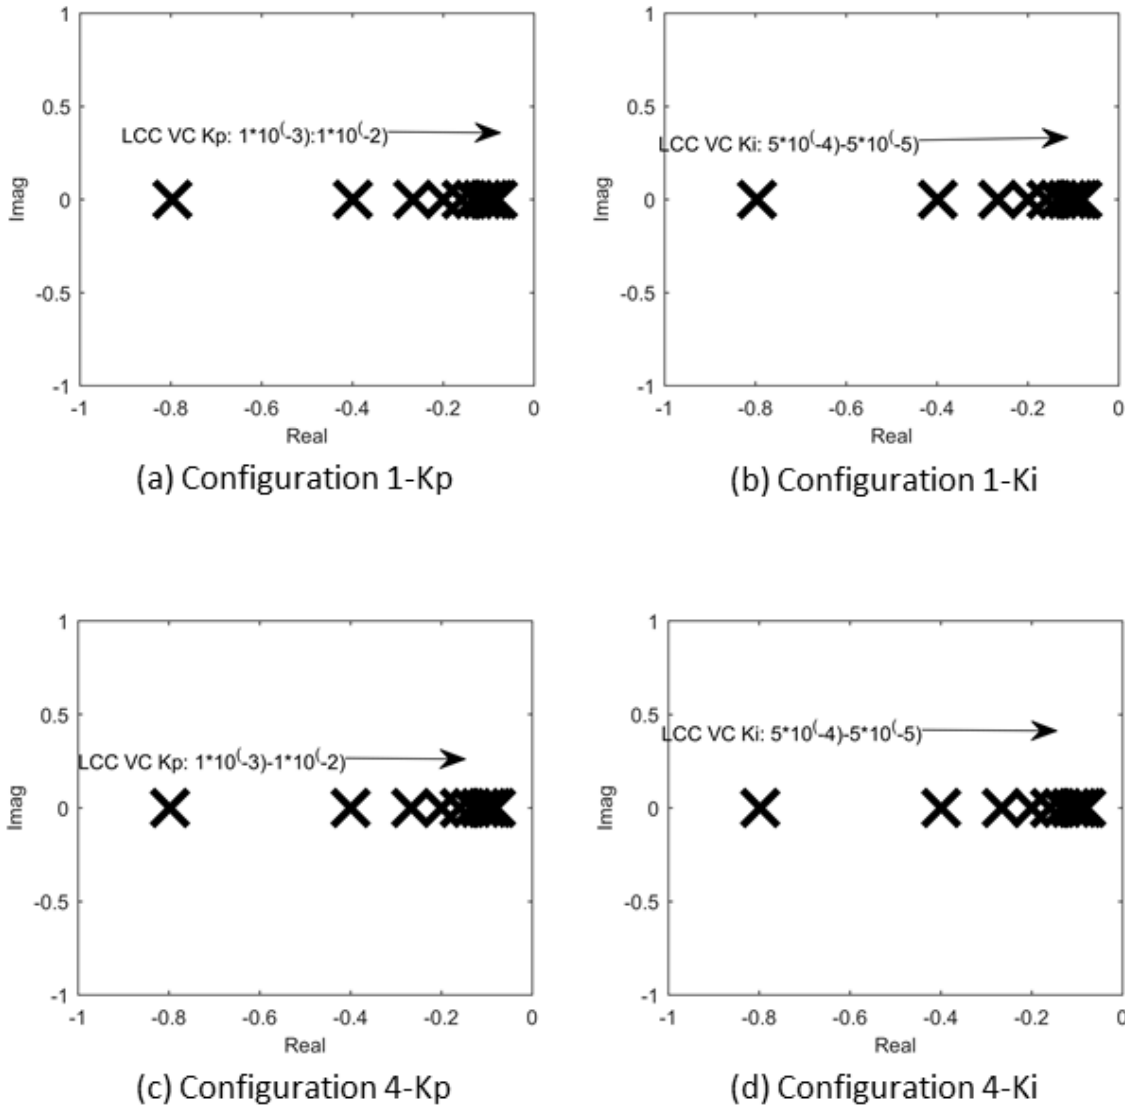 1
0.5
LCC VC Kp: 1*10(-3):1*10(-2)
Imag
0
-0.5
-1
-1 -0.8 -0.6 -0.4 -0.2 0
Real
(a) Configuration 1-Kp
1
0.5
LCC VC Ki: 5*10(-4)-5*10(-5)
Imag
0
-0.5
-1
-1 -0.8 -0.6 -0.4 -0.2 0
Real
(b) Configuration 1-Ki
1
0.5
LCC VC Kp: 1*10(-3)-1*10(-2)
Imag
0
-0.5
-1
-1 -0.8 -0.6 -0.4 -0.2 0
Real
(c) Configuration 4-Kp
1
0.5
LCC VC Ki: 5*10(-4)-5*10(-5)
Imag
0
-0.5
-1
-1 -0.8 -0.6 -0.4 -0.2 0
Real
(d) Configuration 4-Ki